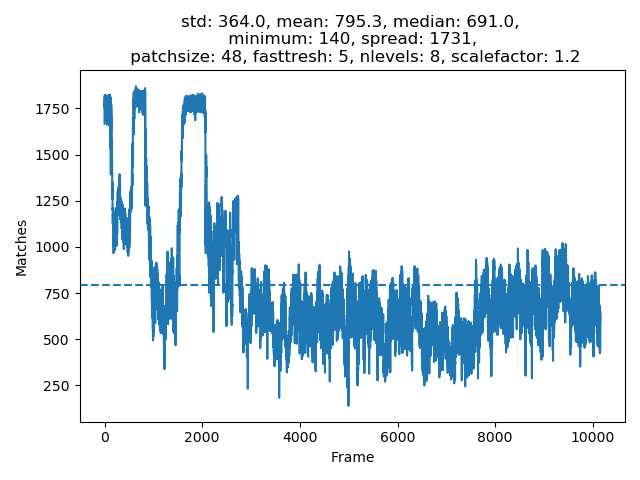 std: 364.0, mean: 795.3, median: 691.0,
minimum: 140, spread: 1731,
patchsize: 48, fasttresh: 5, nlevels: 8, scalefactor: 1.2
1750
1500
1250
1000
750
500
250
Matches
0 2000 4000 6000 8000 10000
Frame